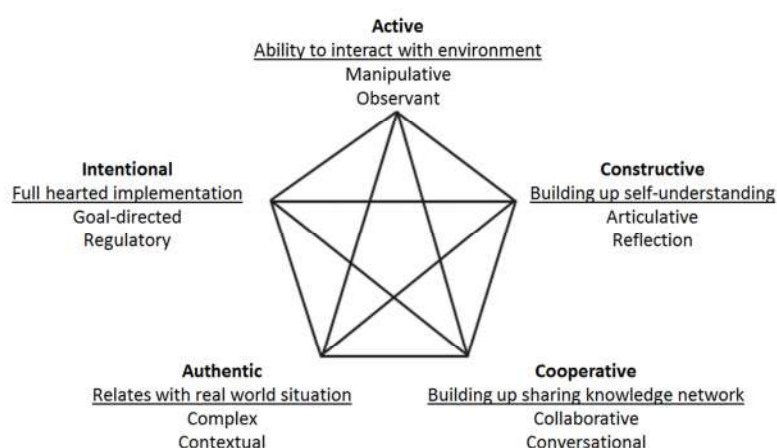 Active
Ability to interact with environment
Manipulative
Observant
Intentional
Full hearted implementation
Goal-directed
Regulatory
Constructive
Building up self-understanding
Articulative
Reflection
Authentic
Relates with real world situation
Complex
Contextual
Cooperative
Building up sharing knowledge network
Collaborative
Conversational